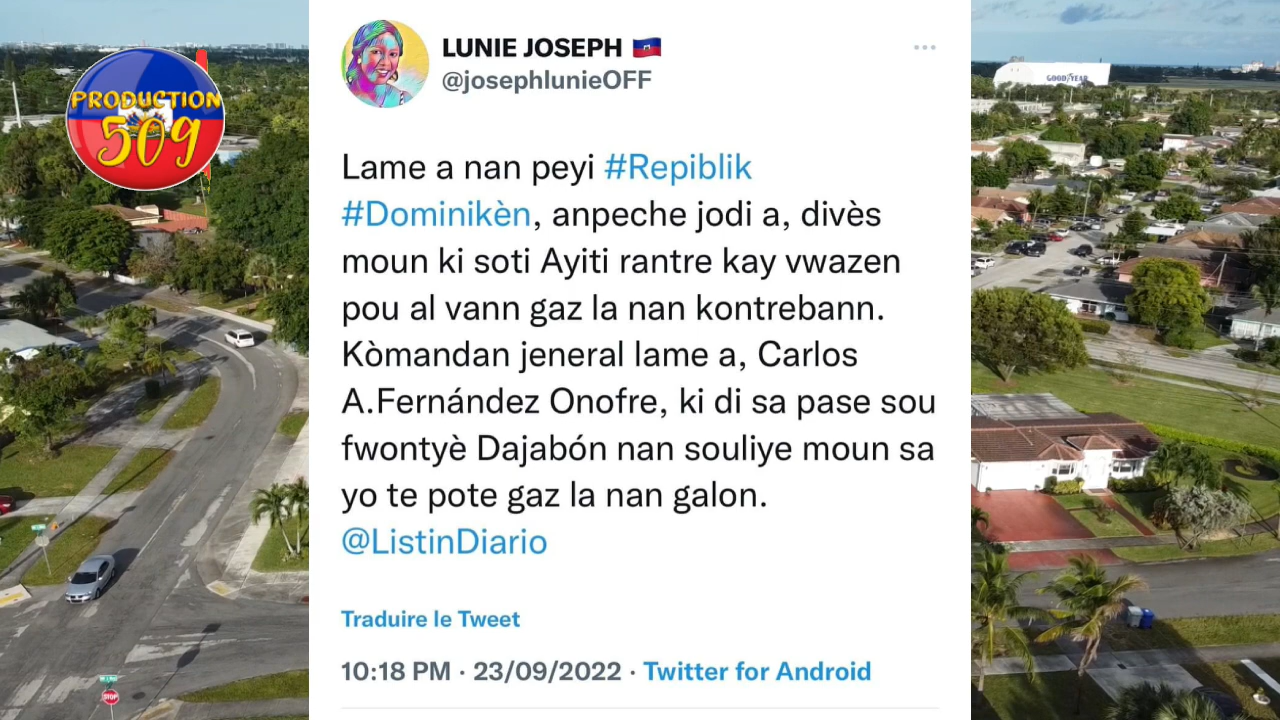 PRODUCTION
509
GOODYEAR
LUNIE JOSEPH 🇭🇹
@josephlunieOFF
Lame a nan peyi #Repiblik
#Dominikèn, anpeche jodi a, divès
moun ki soti Ayiti rantre kay vwazen
pou al vann gaz la nan kontrebann.
Kòmandan jeneral lame a, Carlos
A.Fernández Onofre, ki di sa pase sou
fwontyè Dajabón nan souliye moun sa
yo te pote gaz la nan galon.
@ListinDiario
Traduire le Tweet
10:18 PM · 23/09/2022 · Twitter for Android
STOP